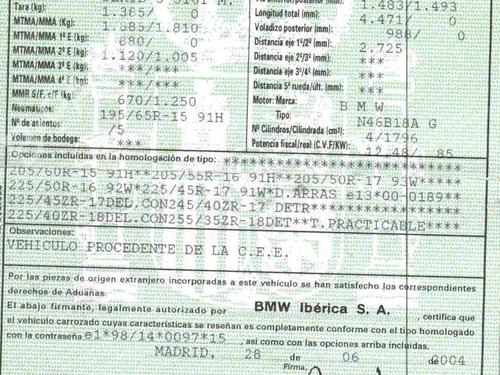 Tara (kg): 1.385/ 0
MTMA/MMA (Kg): 1.885/1.810
MTMA/MMA 1º E (kg): 880/ 0
MTMA/MMA 2º E (kg): 1.120/1.005
MTMA/MMA 3º E (kg): ***/***
MTMA/MMA 4º E (kg): ***/***
MMR S/F. c/F (kg): 670/1.250
Neumáticos: 195/65R-15 91H
Nº de asientos: /5
Volumen de bodega: ***
1.483/1.493
Longitud total (mm): 4.471/
Voladizo posterior (mm): 988/ 0
Distancia eje 1º/2º (mm): 2.725
Distancia eje 2º/3º (mm): ***
Distancia eje 3º/4º (mm): ***
Distancia 5ª rueda/últ. (mm): ***
Motor: Marca: B M W
Tipo: N46B18A G
Nº Cilindros/Cilindrada (cm³): 4/1796
Potencia fiscal/real (C.V.F/KW): 12,48/ 85
Opciones incluidas en la homologación de tipo: **********************
205/60R-15 91H**205/55R-16 91H**205/50R-17 93W*****
225/50R-16 92W*225/45R-17 91W*D.ARRAS e13*00-0189**
225/45ZR-17DEL.CON245/40ZR-17 DETR*****************
225/40ZR-18DEL.CON255/35ZR-18DET**T.PRACTICABLE****
Observaciones:
VEHICULO PROCEDENTE DE LA C.E.E.
Por las piezas de origen extranjero incorporadas a este vehículo se han satisfecho los correspondientes
derechos de Aduanas.
El abajo firmante, legalmente autorizado por BMW Ibérica S. A. , certifica que
el vehículo carrozado cuyas características se reseñan es completamente conforme con el tipo homologado
con la contraseña e1*98/14*0097*15 , así como con las opciones arriba incluidas.
MADRID, 28 de 06 de 2004
Firma,